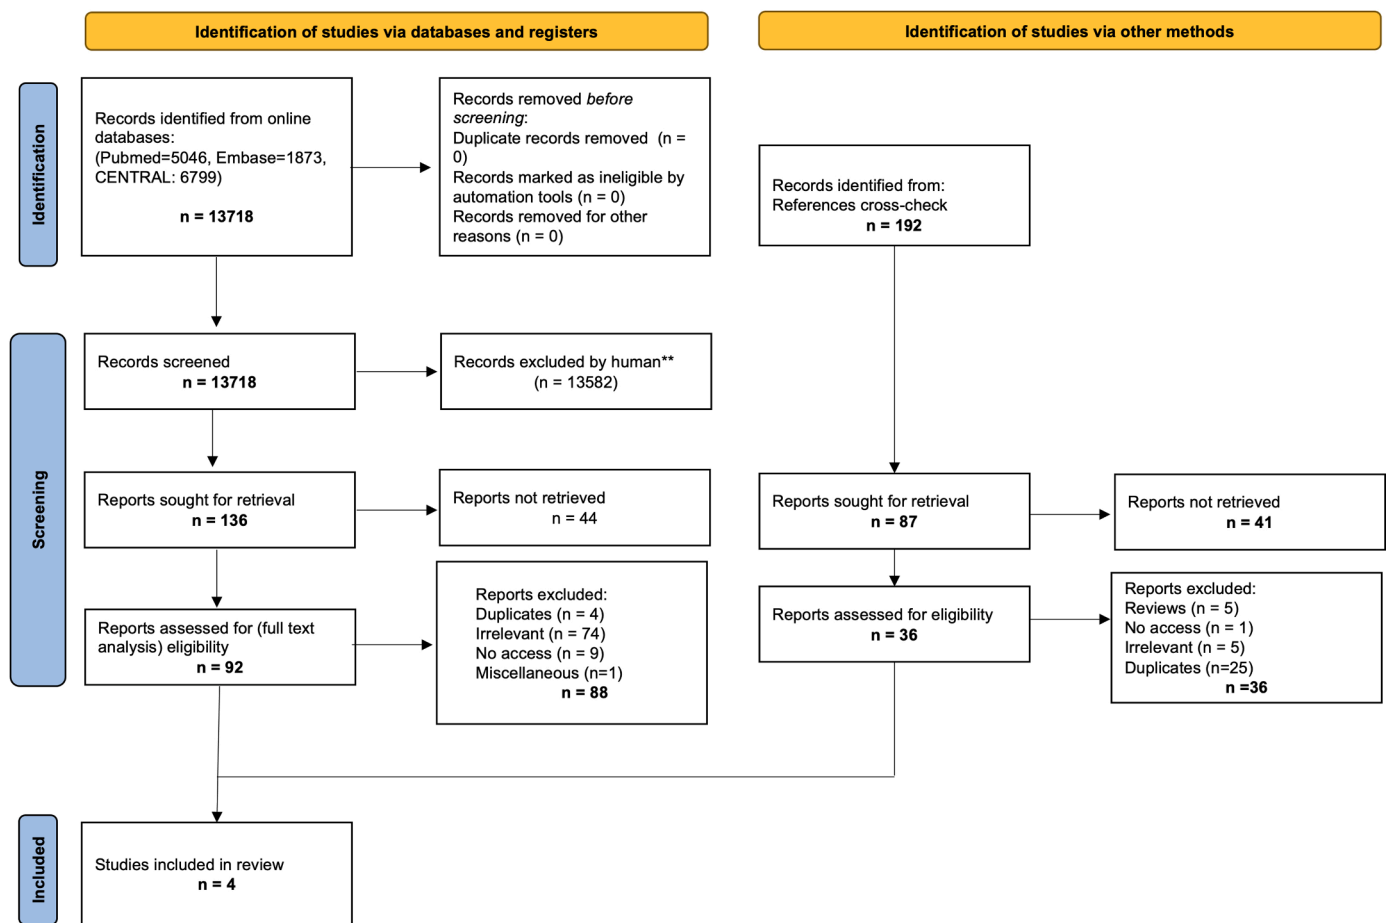 Identification of studies via databases and registers
Identification of studies via other methods
Identification
Records identified from online
databases:
(Pubmed=5046, Embase=1873,
CENTRAL: 6799)
n = 13718
Records removed before
screening:
Duplicate records removed (n =
0)
Records marked as ineligible by
automation tools (n = 0)
Records removed for other
reasons (n = 0)
Records identified from:
References cross-check
n = 192
Screening
Records screened
n = 13718
Records excluded by human**
(n = 13582)
Reports sought for retrieval
n = 136
Reports not retrieved
n = 44
Reports sought for retrieval
n = 87
Reports not retrieved
n = 41
Reports assessed for (full text
analysis) eligibility
n = 92
Reports excluded:
Duplicates (n = 4)
Irrelevant (n = 74)
No access (n = 9)
Miscellaneous (n=1)
n = 88
Reports assessed for eligibility
n = 36
Reports excluded:
Reviews (n = 5)
No access (n = 1)
Irrelevant (n = 5)
Duplicates (n=25)
n =36
Included
Studies included in review
n = 4